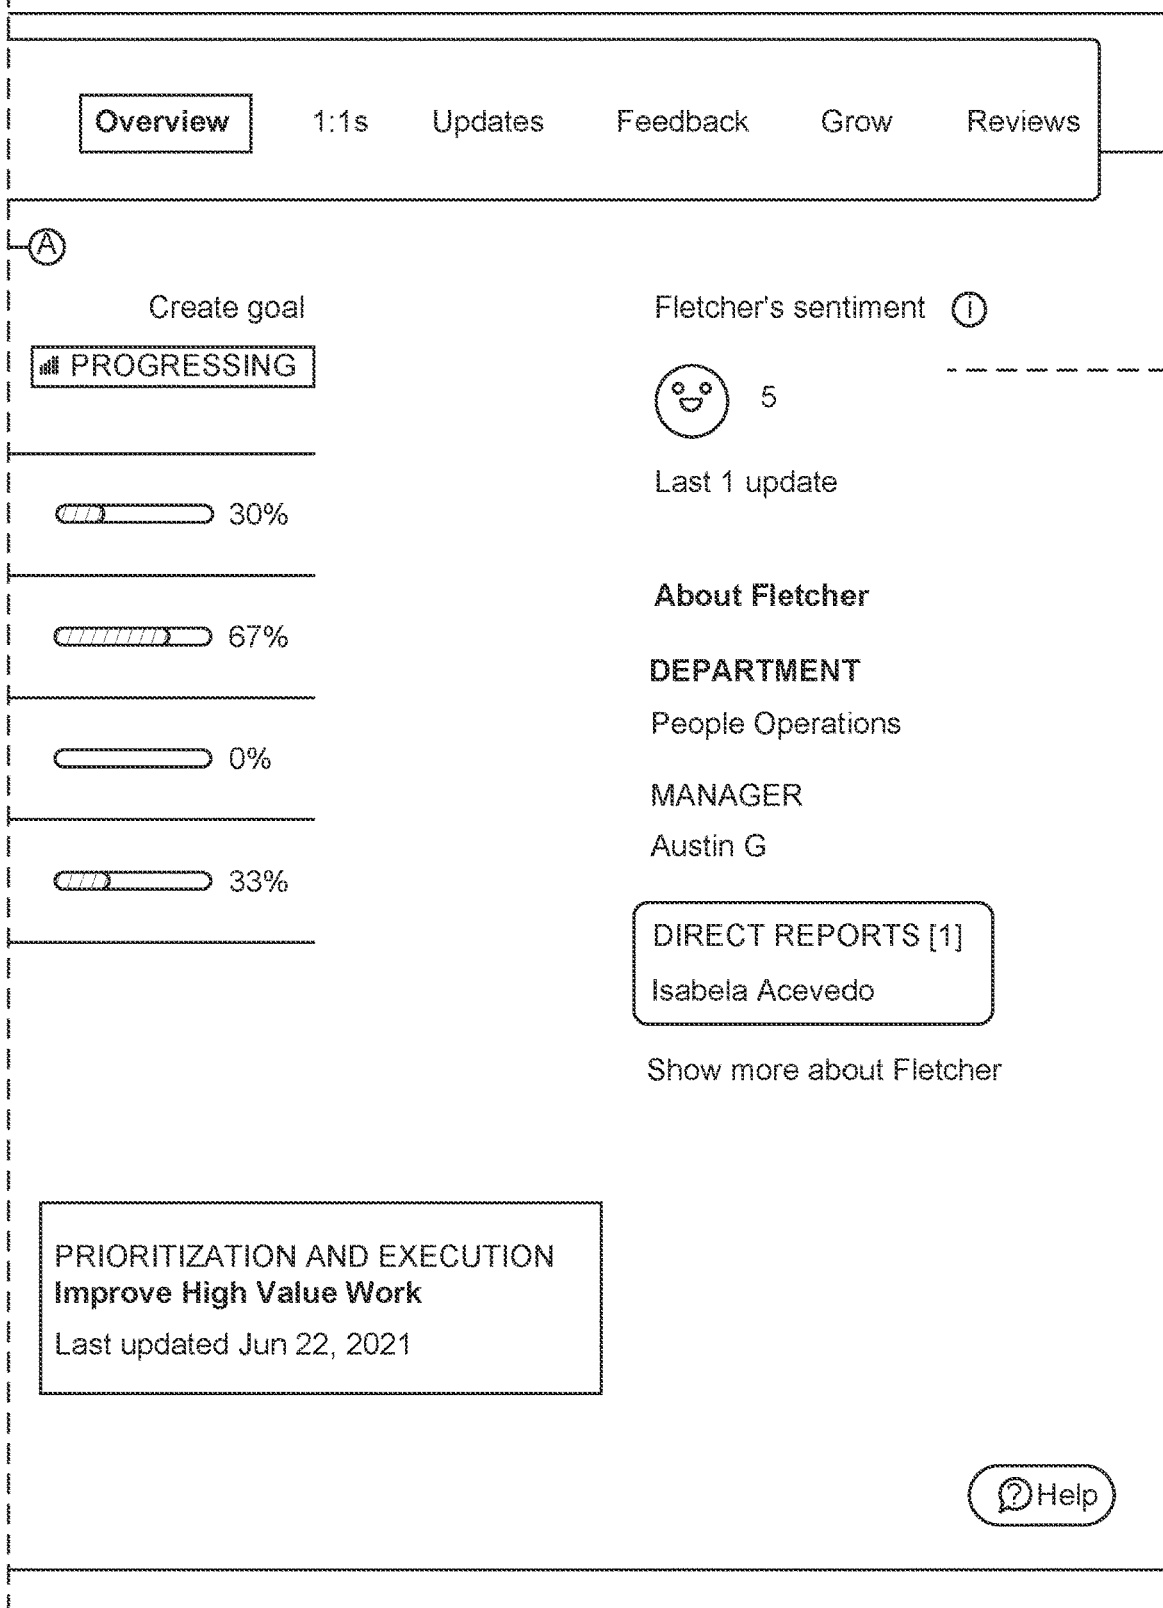 Overview 1:1s Updates Feedback Grow Reviews
A
Create goal
PROGRESSING
30%
67%
0%
33%
Fletcher's sentiment i
5
Last 1 update
About Fletcher
DEPARTMENT
People Operations
MANAGER
Austin G
DIRECT REPORTS [1]
Isabela Acevedo
Show more about Fletcher
PRIORITIZATION AND EXECUTION
Improve High Value Work
Last updated Jun 22, 2021
? Help